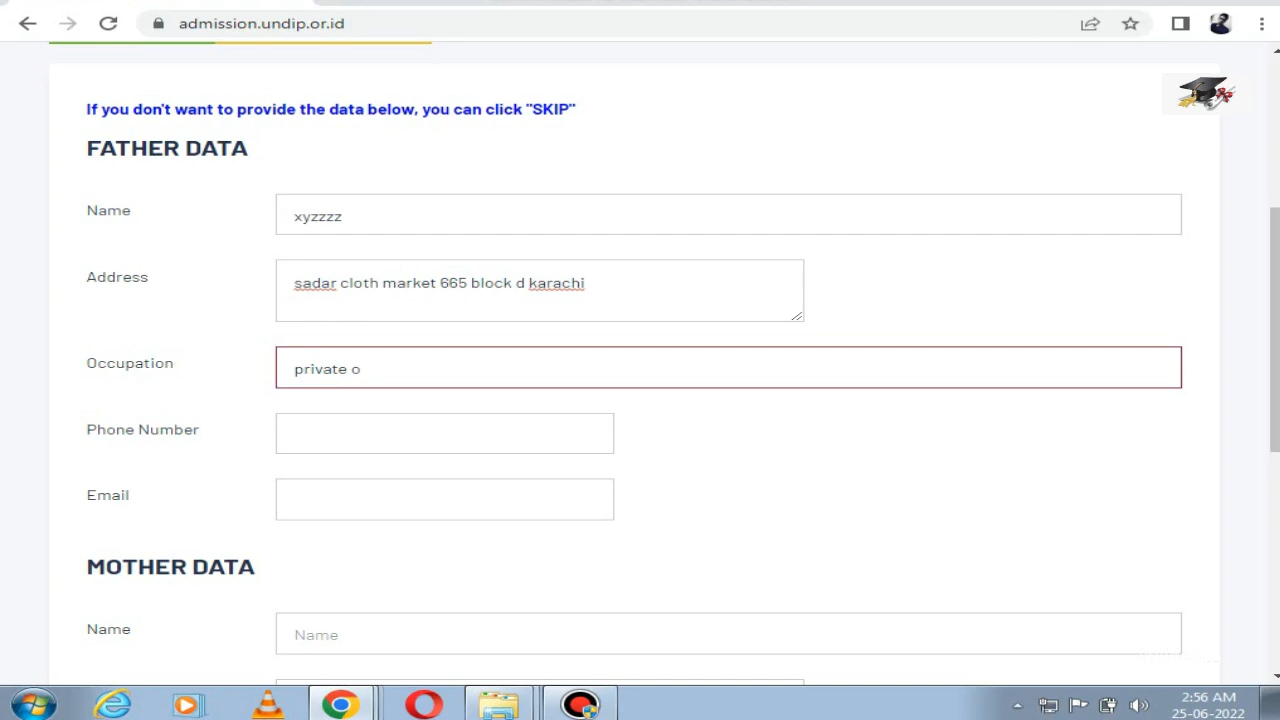 admission.undip.or.id
If you don't want to provide the data below, you can click "SKIP"
FATHER DATA
Name
xyzzzz
Address
sadar cloth market 665 block d karachi
Occupation
private o
Phone Number
Email
MOTHER DATA
Name
Name
2:56 AM
25-06-2022